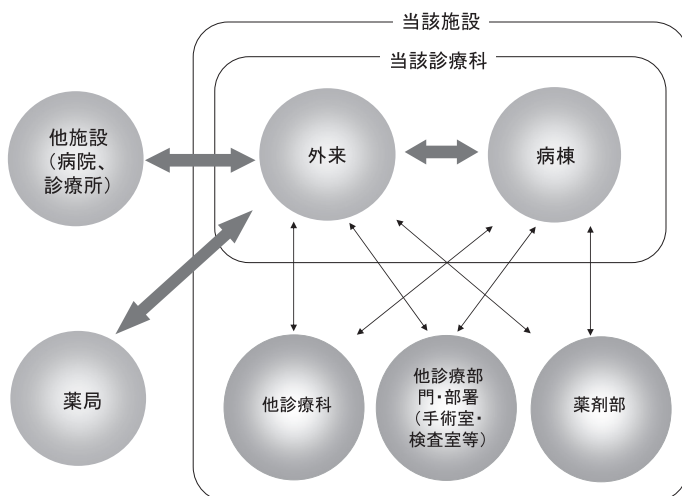 当該施設
当該診療科
他施設
（病院、
診療所）
外来
病棟
薬局
他診療科
他診療部
門・部署
（手術室・
検査室等）
薬剤部